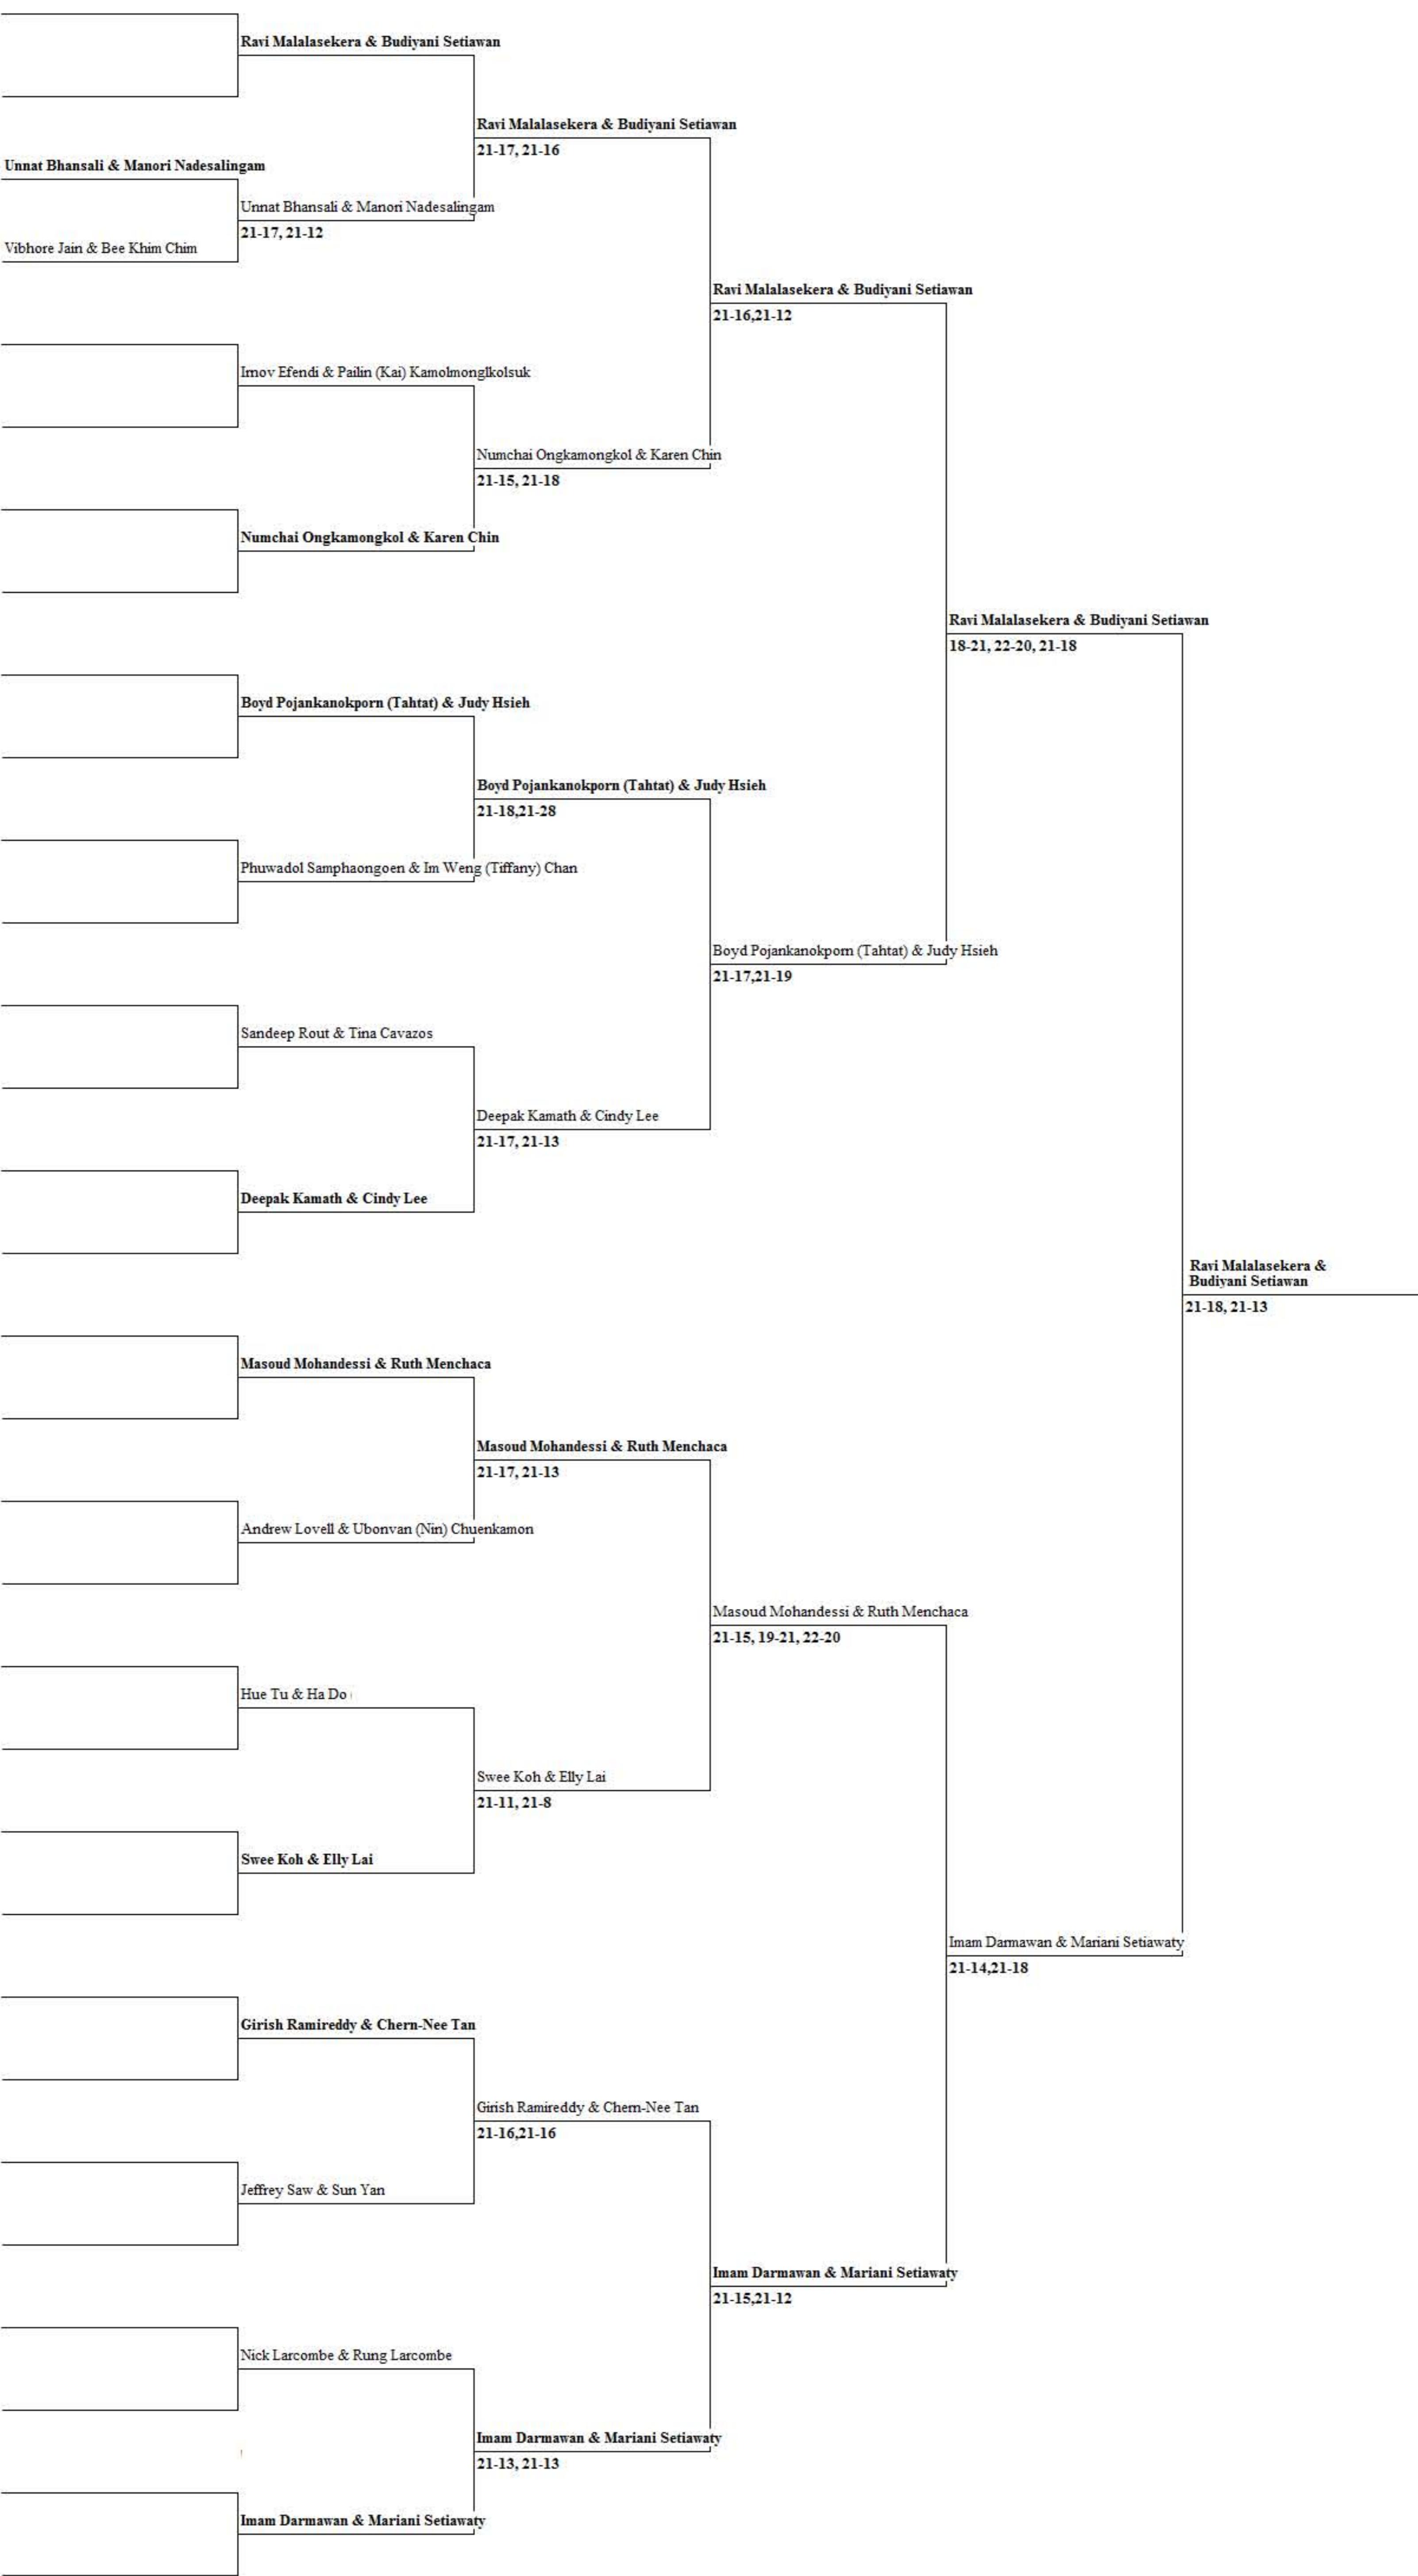 Ravi Malalasekera & Budiyani Setiawan
Ravi Malalasekera & Budiyani Setiawan
21-17, 21-16
Unnat Bhansali & Manori Nadesalingam
Unnat Bhansali & Manori Nadesalingam
21-17, 21-12
Vibhore Jain & Bee Khim Chim
Ravi Malalasekera & Budiyani Setiawan
21-16,21-12
Irnov Efendi & Pailin (Kai) Kamolmonglkolsuk
Numchai Ongkamongkol & Karen Chin
21-15, 21-18
Numchai Ongkamongkol & Karen Chin
Ravi Malalasekera & Budiyani Setiawan
18-21, 22-20, 21-18
Boyd Pojankanokporn (Tahtat) & Judy Hsieh
Boyd Pojankanokporn (Tahtat) & Judy Hsieh
21-18,21-28
Phuwadol Samphaongoen & Im Weng (Tiffany) Chan
Boyd Pojankanokporn (Tahtat) & Judy Hsieh
21-17,21-19
Sandeep Rout & Tina Cavazos
Deepak Kamath & Cindy Lee
21-17, 21-13
Deepak Kamath & Cindy Lee
Ravi Malalasekera &
Budiyani Setiawan
21-18, 21-13
Masoud Mohandessi & Ruth Menchaca
Masoud Mohandessi & Ruth Menchaca
21-17, 21-13
Andrew Lovell & Ubonvan (Nin) Chuenkamon
Masoud Mohandessi & Ruth Menchaca
21-15, 19-21, 22-20
Hue Tu & Ha Do
Swee Koh & Elly Lai
21-11, 21-8
Swee Koh & Elly Lai
Imam Darmawan & Mariani Setiawaty
21-14,21-18
Girish Ramireddy & Chern-Nee Tan
Girish Ramireddy & Chern-Nee Tan
21-16,21-16
Jeffrey Saw & Sun Yan
Imam Darmawan & Mariani Setiawaty
21-15,21-12
Nick Larcombe & Rung Larcombe
Imam Darmawan & Mariani Setiawaty
21-13, 21-13
Imam Darmawan & Mariani Setiawaty